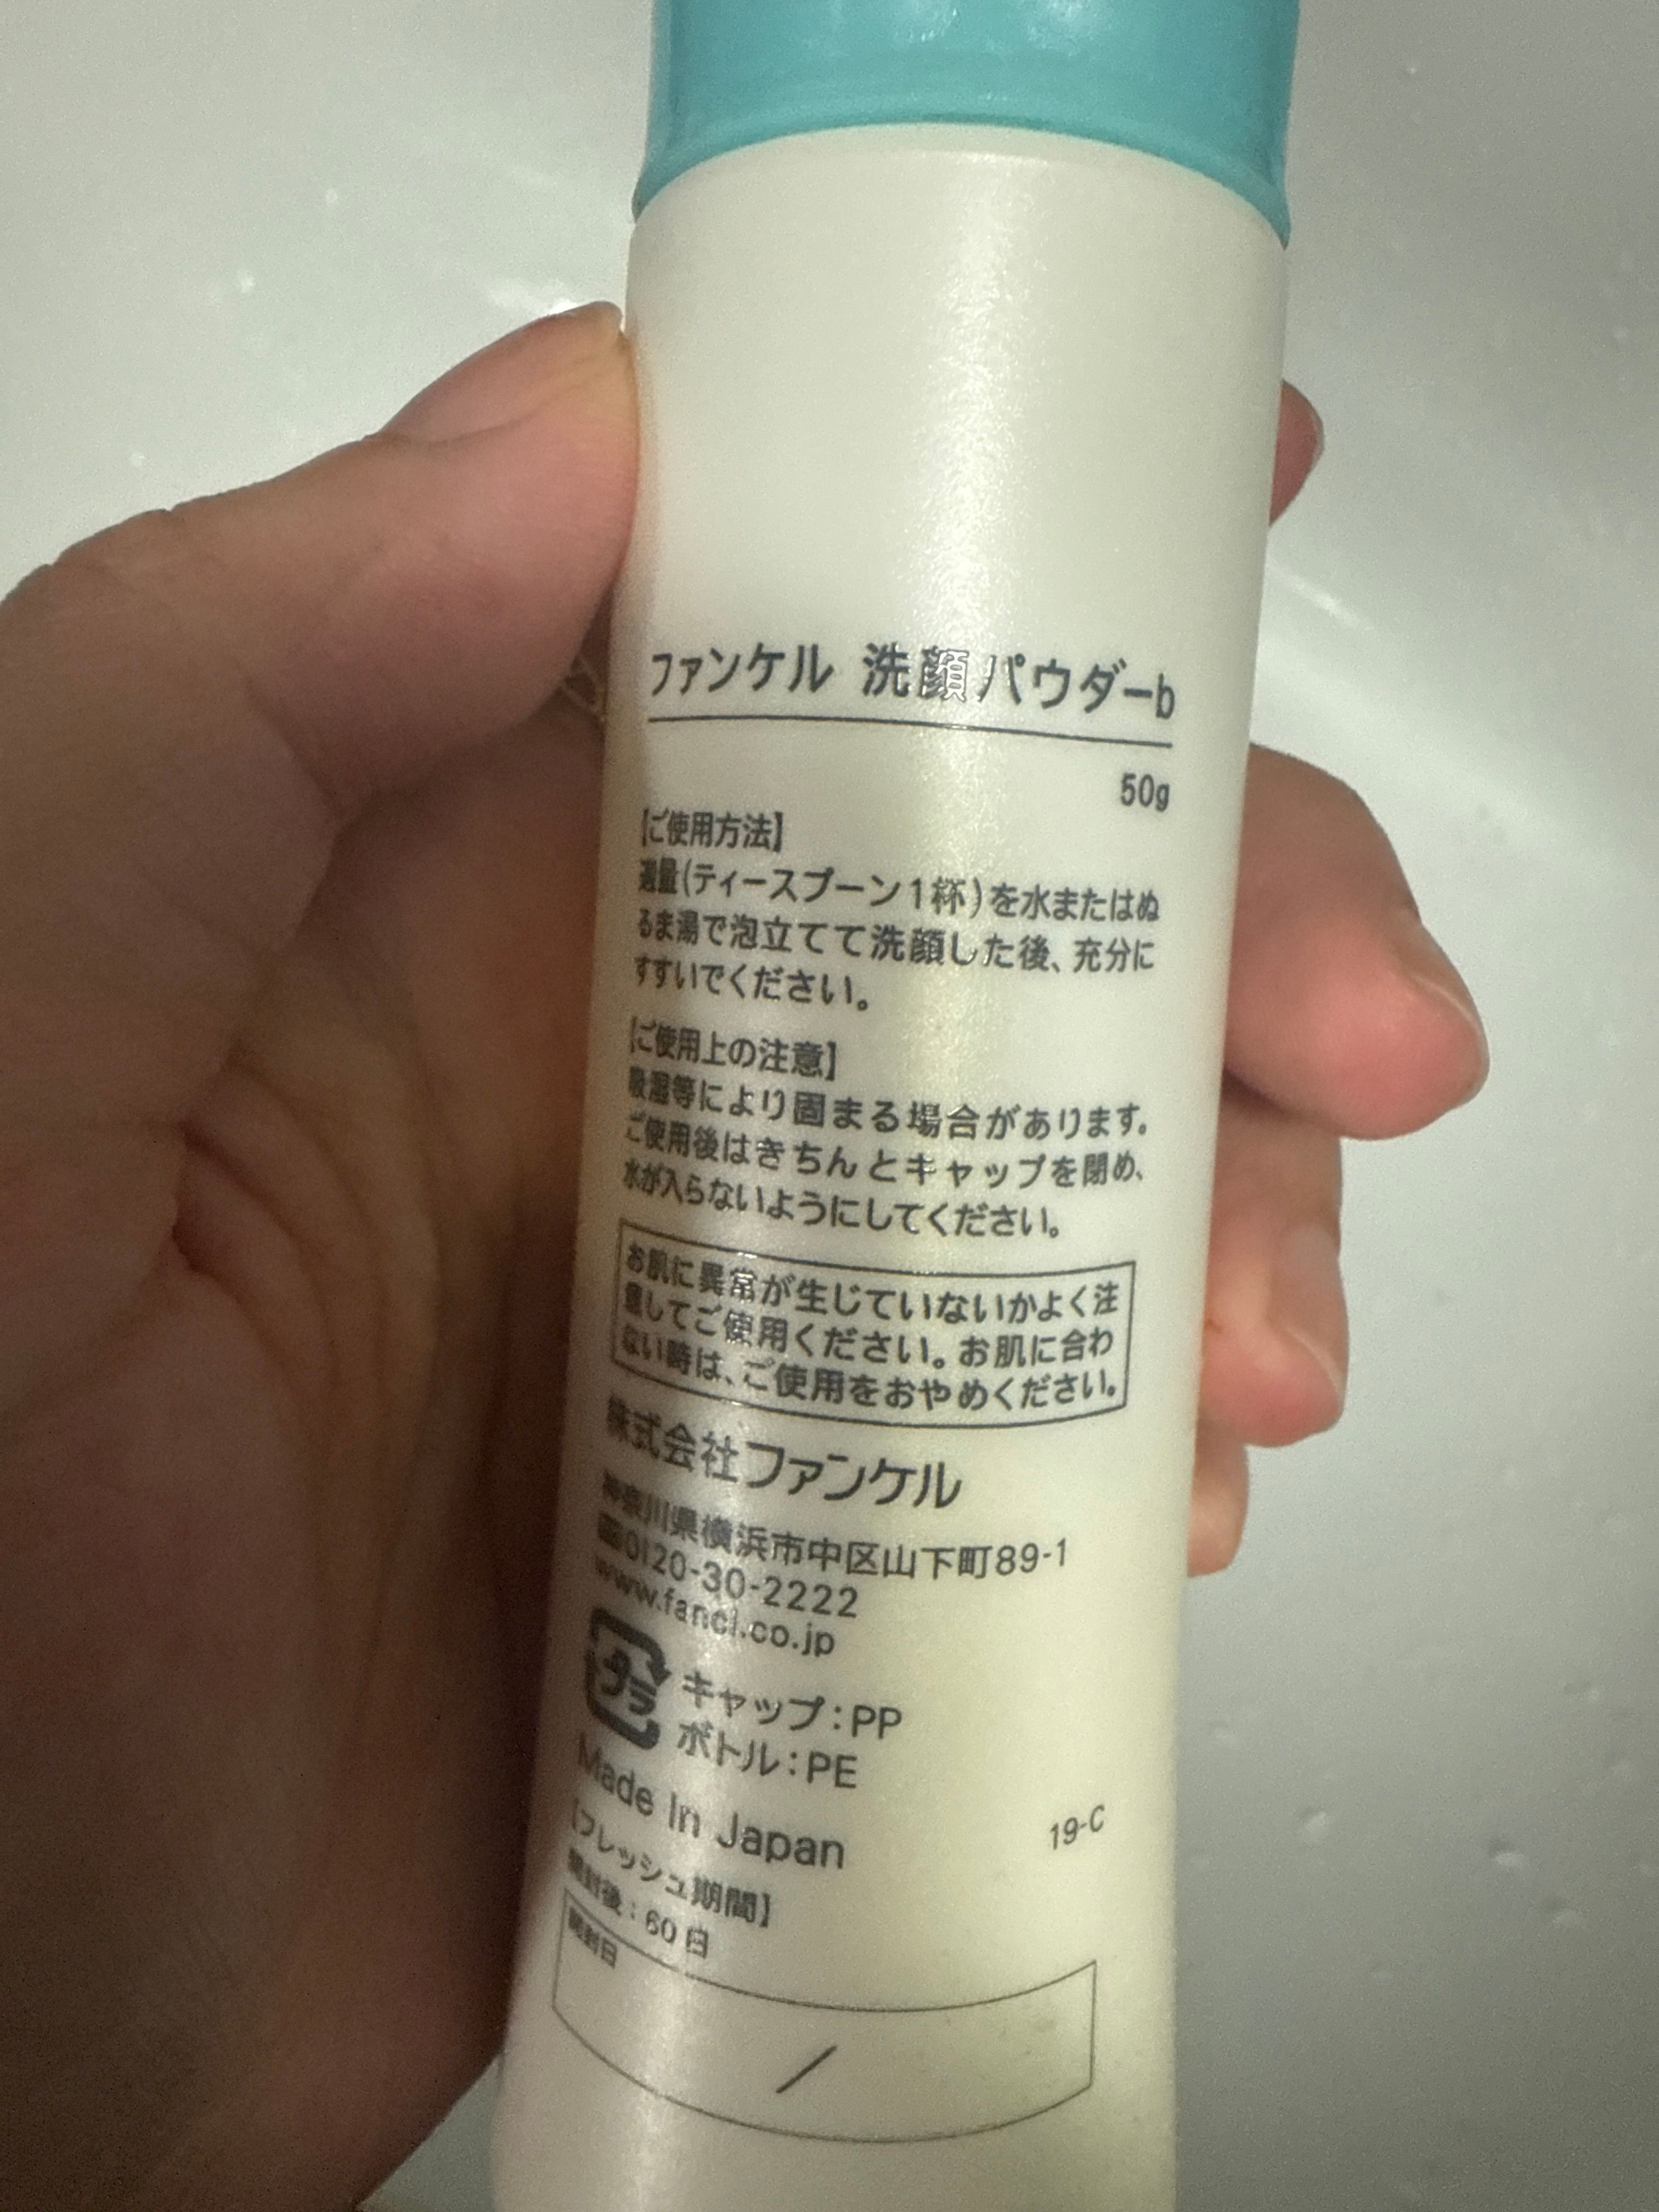 ファンケル 洗顔パウダーb
50g
【ご使用方法】
適量(ティースプーン1杯)を水またはぬ
るま湯で泡立てて洗顔した後、充分に
すすいでください。
【ご使用上の注意】
吸湿等により固まる場合があります。
ご使用後はきちんとキャップを閉め、
水が入らないようにしてください。
お肌に異常が生じていないかよく注
意してご使用ください。お肌に合わ
ない時は、ご使用をおやめください。
株式会社ファンケル
神奈川県横浜市中区山下町89-1
0120-30-2222
www.fancl.co.jp
プラ
キャップ:PP
ボトル:PE
Made In Japan
19-C
【フレッシュ期間】
開封後:60日
開封日
/